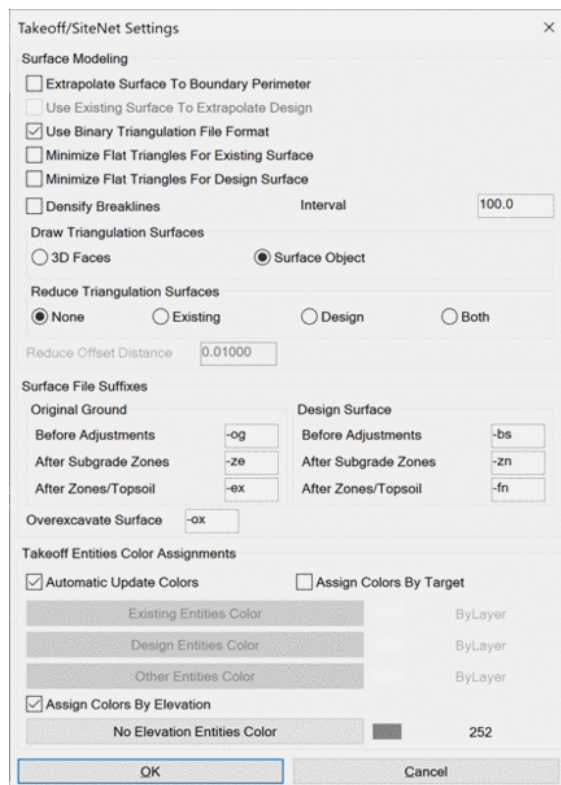 Takeoff/SiteNet Settings
Surface Modeling
Extrapolate Surface To Boundary Perimeter
Use Existing Surface To Extrapolate Design
Use Binary Triangulation File Format
Minimize Flat Triangles For Existing Surface
Minimize Flat Triangles For Design Surface
Densify Breaklines Interval 100.0
Draw Triangulation Surfaces
3D Faces Surface Object
Reduce Triangulation Surfaces
None Existing Design Both
Reduce Offset Distance 0.01000
Surface File Suffixes
Original Ground Design Surface
Before Adjustments -og Before Adjustments -bs
After Subgrade Zones -ze After Subgrade Zones -zn
After Zones/Topsoil -ex After Zones/Topsoil -fn
Overexcavate Surface -ox
Takeoff Entities Color Assignments
Automatic Update Colors Assign Colors By Target
Existing Entities Color ByLayer
Design Entities Color ByLayer
Other Entities Color ByLayer
Assign Colors By Elevation
No Elevation Entities Color 252
OK Cancel